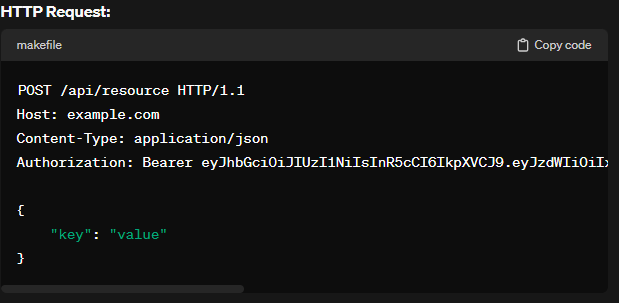 HTTP Request:
makefile
Copy code
POST /api/resource HTTP/1.1
Host: example.com
Content-Type: application/json
Authorization: Bearer eyJhbGciOiJIUzI1NiIsInR5cCI6IkpXVCJ9.eyJzdWIiOiIx
{
"key": "value"
}